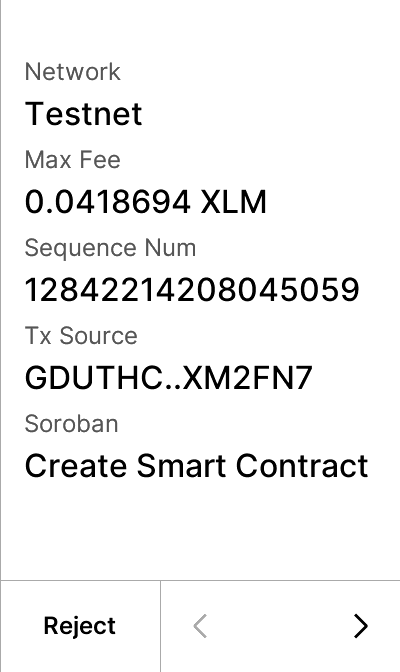 Network
Testnet
Max Fee
0.0418694 XLM
Sequence Num
12842214208045059
Tx Source
GDUTHC..XM2FN7
Soroban
Create Smart Contract
Reject